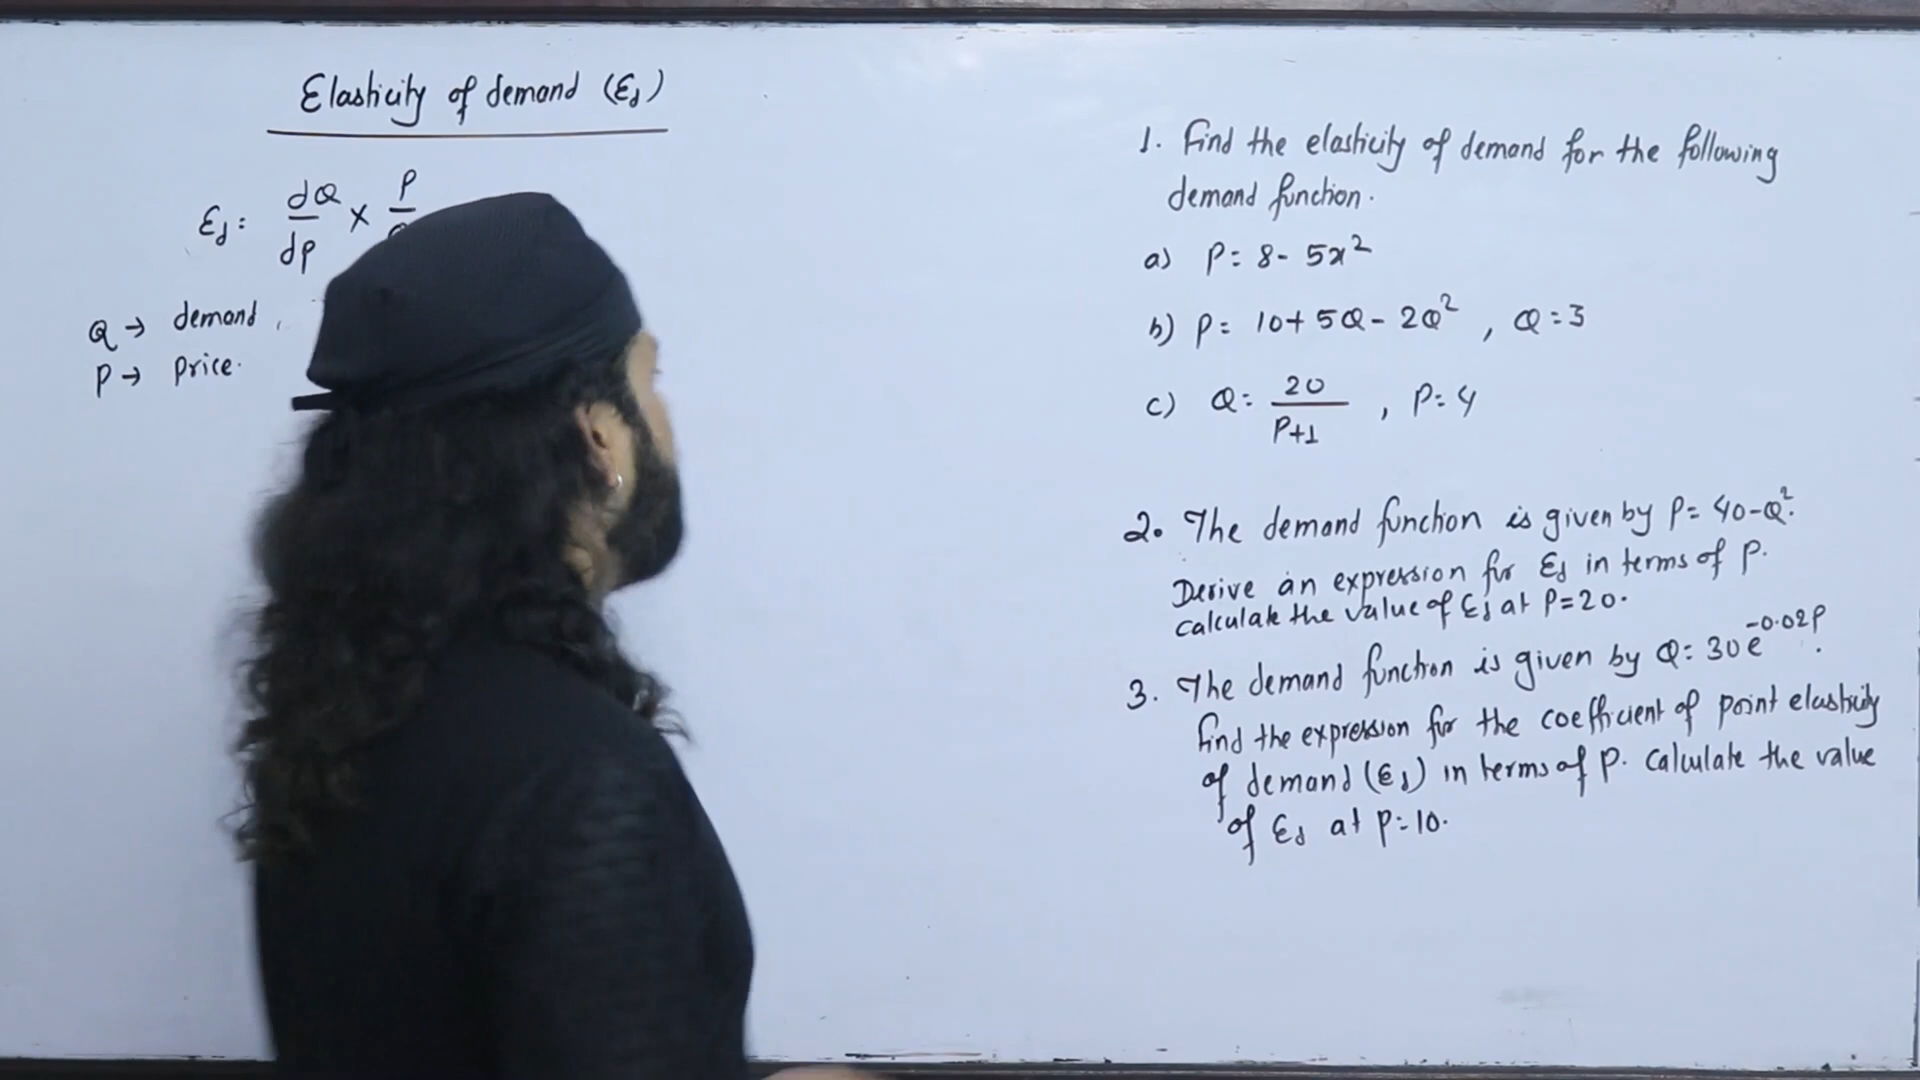 Elasticity of demand (Ed)
Ed = dQ/dP × P/
Q → demand
P → Price.
1. Find the elasticity of demand for the following
demand function.
a) P = 8 - 5x²
b) P = 10 + 5Q - 2Q² , Q = 3
c) Q = 20/P+1 , P = 4
2. The demand function is given by P = 40 - Q².
Derive an expression for Ed in terms of P.
Calculate the value of Ed at P = 20.
3. The demand function is given by Q = 30e^-0.02P.
Find the expression for the coefficient of point elasticity
of demand (Ed) in terms of P. Calculate the value
of Ed at P = 10.